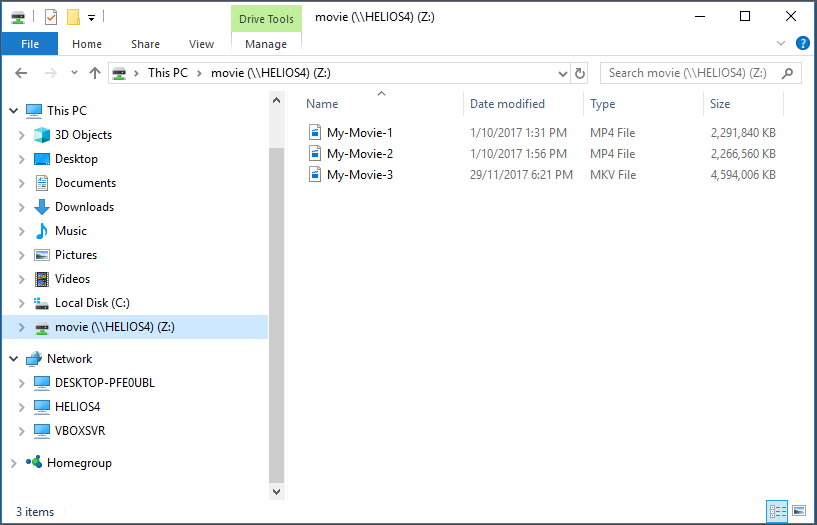 Drive Tools
movie (\\HELIOS4) (Z:)
File Home Share View Manage
This PC movie (\\HELIOS4) (Z:)
Search movie (\\HELIOS4) (Z:)
This PC
3D Objects
Desktop
Documents
Downloads
Music
Pictures
Videos
Local Disk (C:)
movie (\\HELIOS4) (Z:)
Network
DESKTOP-PFE0UBL
HELIOS4
VBOXSVR
Homegroup
Name Date modified Type Size
My-Movie-1 1/10/2017 1:31 PM MP4 File 2,291,840 KB
My-Movie-2 1/10/2017 1:56 PM MP4 File 2,266,560 KB
My-Movie-3 29/11/2017 6:21 PM MKV File 4,594,006 KB
3 items